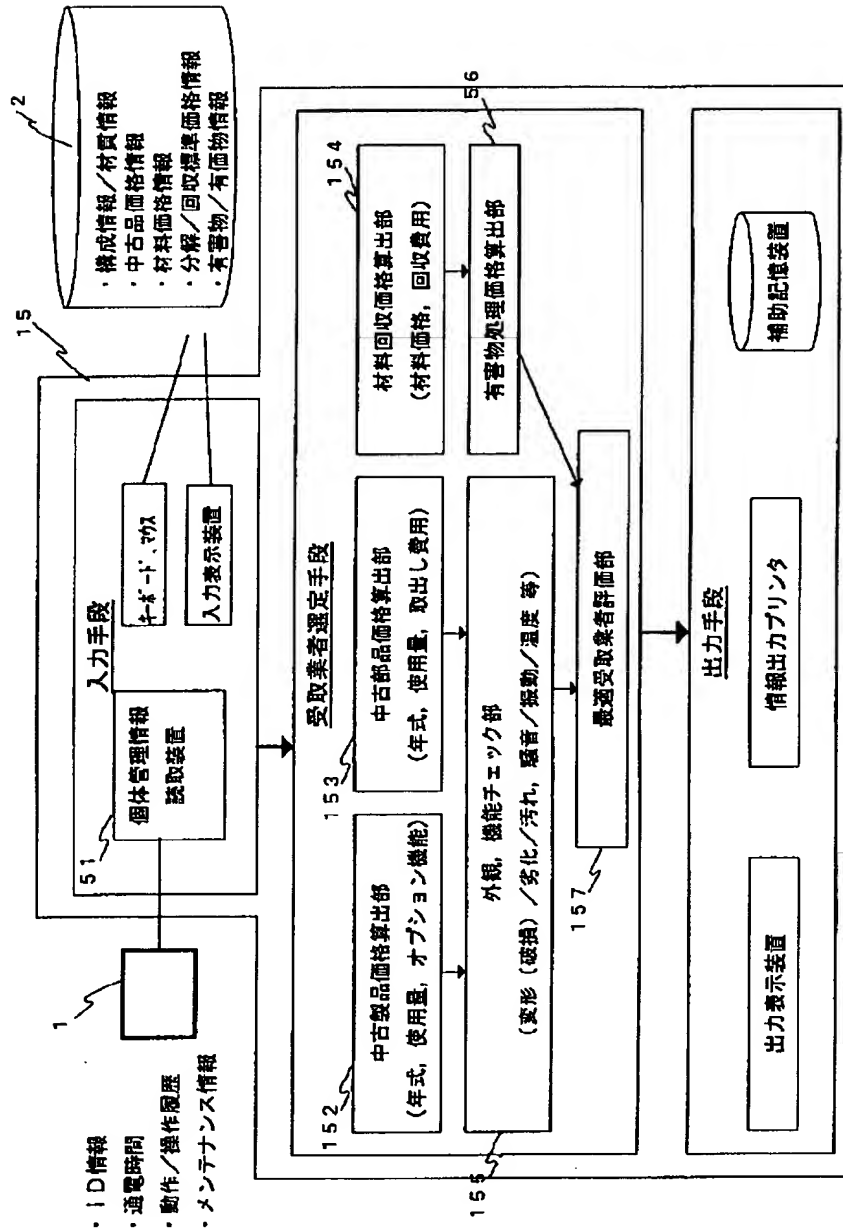 ・ID情報
・通電時間
・動作／操作履歴
・メンテナンス情報
1
2
・構成情報／材質情報
・中古品価格情報
・材料価格情報
・分解／回収標準価格情報
・有害物／有価物情報
15
入力手段
51
個体管理情報
読取装置
キーボード、マウス
入力表示装置
受取業者選定手段
152
中古製品価格算出部
(年式，使用量，オプション機能)
153
中古部品価格算出部
(年式，使用量，取出し費用)
154
材料回収価格算出部
(材料価格，回収費用)
155
外観，機能チェック部
(変形（破損）／劣化／汚れ，騒音／振動／温度 等)
56
有害物処理価格算出部
157
最適受取業者評価部
出力手段
出力表示装置
情報出力プリンタ
補助記憶装置